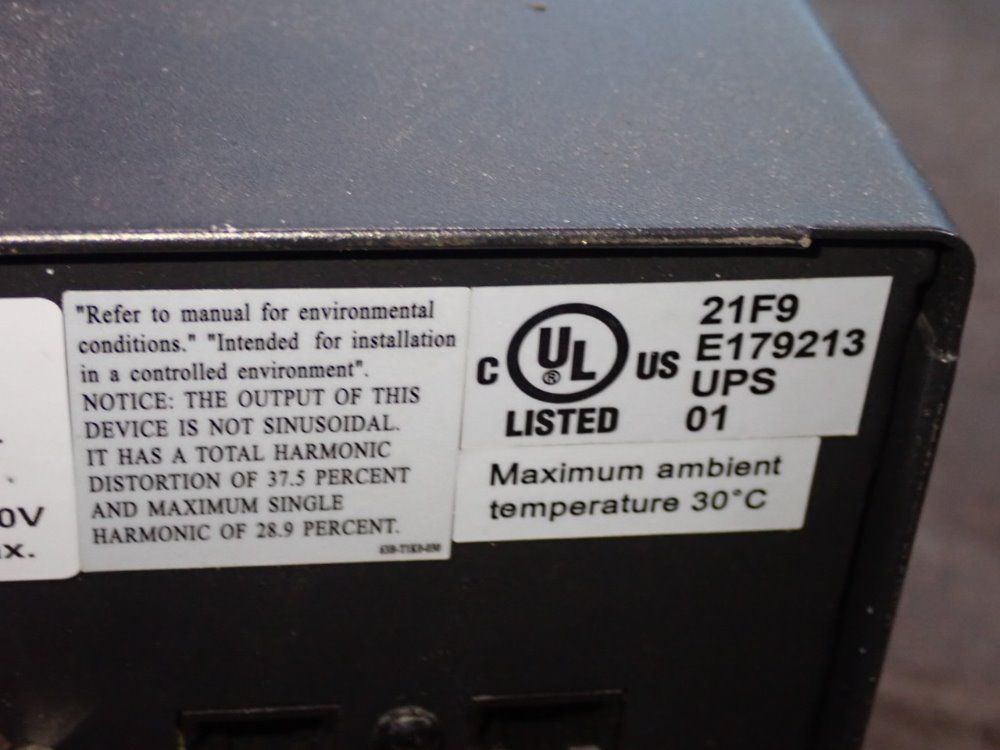 "Refer to manual for environmental
conditions." "Intended for installation
in a controlled environment".
NOTICE: THE OUTPUT OF THIS
DEVICE IS NOT SINUSOIDAL.
IT HAS A TOTAL HARMONIC
DISTORTION OF 37.5 PERCENT
AND MAXIMUM SINGLE
HARMONIC OF 28.9 PERCENT.
C UL ® US
LISTED
21F9
E179213
UPS
01
Maximum ambient
temperature 30°C
0V
x.